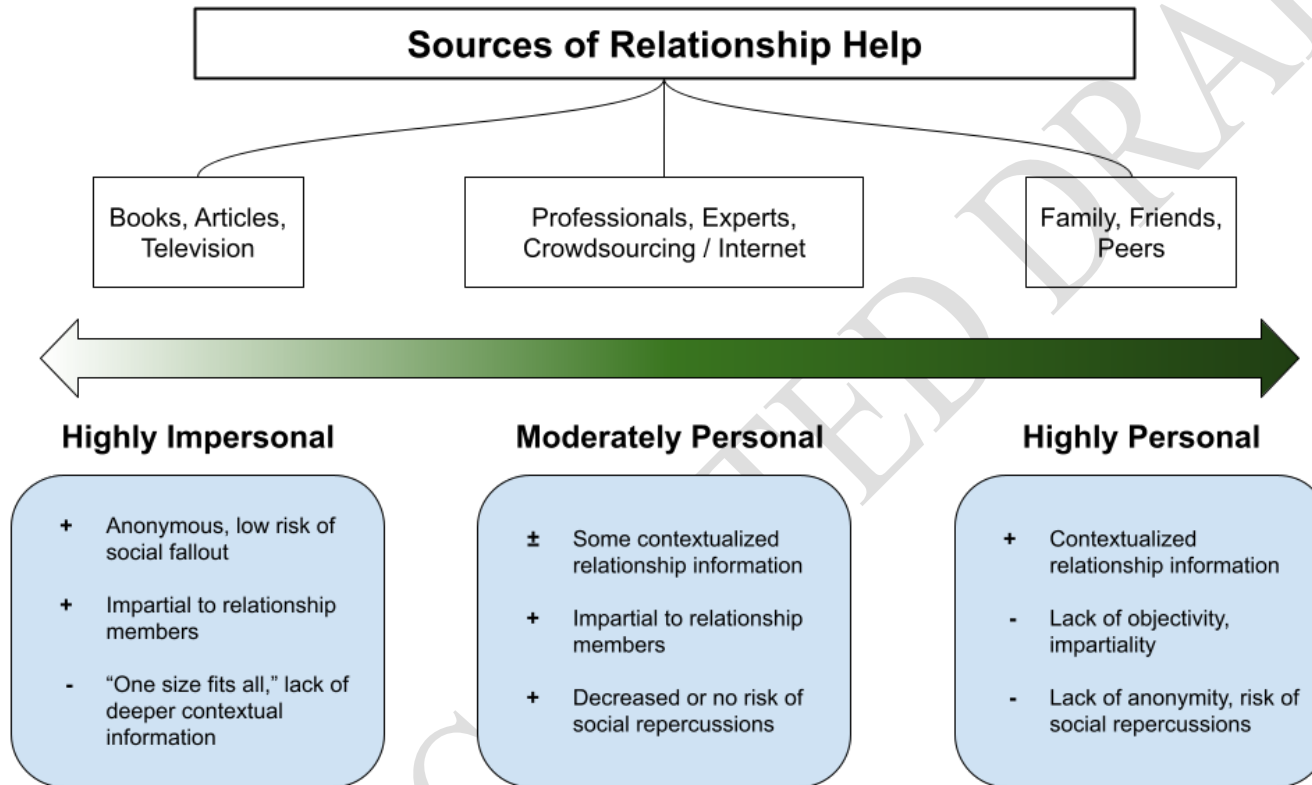 Sources of Relationship Help
Books, Articles,
Television
Professionals, Experts,
Crowdsourcing / Internet
Family, Friends,
Peers
Highly Impersonal
+ Anonymous, low risk of
social fallout
+ Impartial to relationship
members
- “One size fits all,” lack of
deeper contextual
information
Moderately Personal
± Some contextualized
relationship information
+ Impartial to relationship
members
+ Decreased or no risk of
social repercussions
Highly Personal
+ Contextualized
relationship information
- Lack of objectivity,
impartiality
- Lack of anonymity, risk of
social repercussions